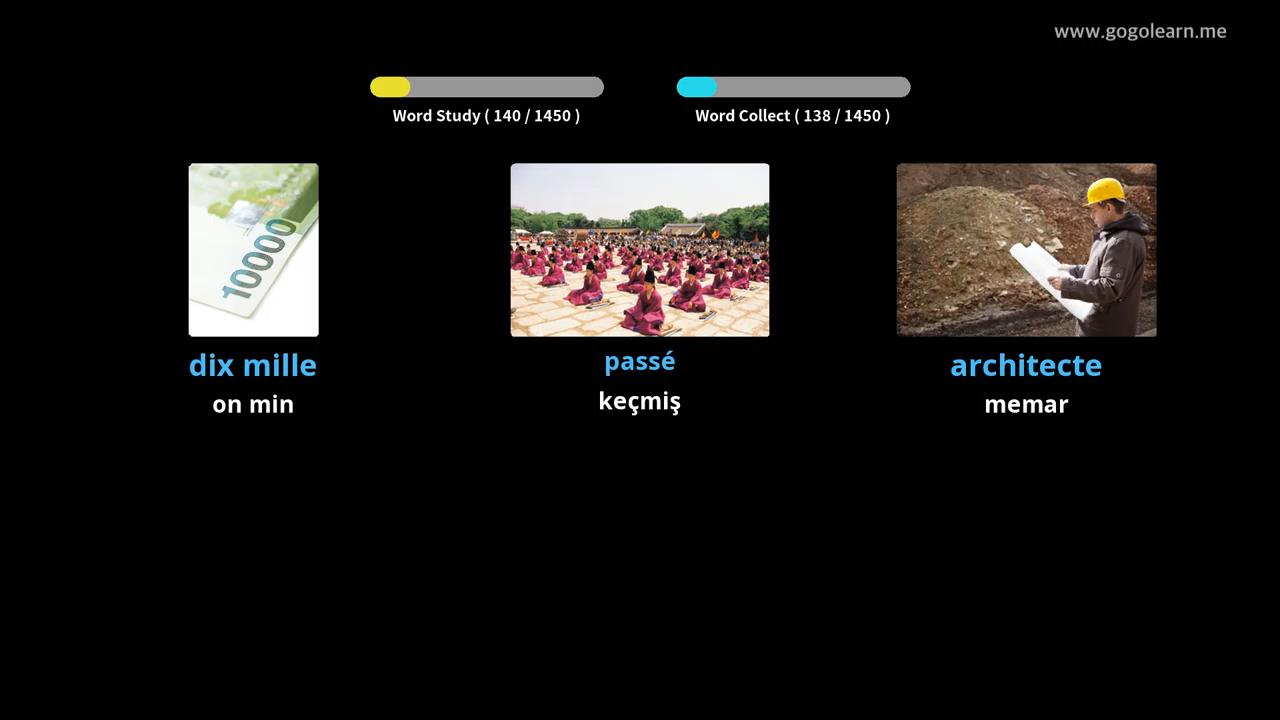 www.gogolearn.me
Word Study ( 140 / 1450 )
Word Collect ( 138 / 1450 )
10000
dix mille
on min
passé
keçmiş
architecte
memar